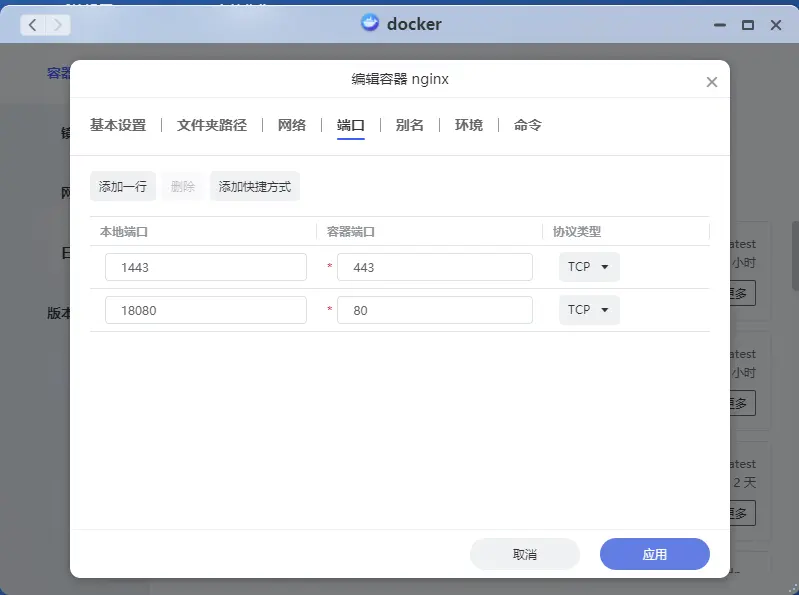 docker
编辑容器 nginx
基本设置 文件夹路径 网络 端口 别名 环境 命令
添加一行 删除 添加快捷方式
本地端口 容器端口 协议类型
1443 * 443 TCP
18080 * 80 TCP
取消 应用
容器
版本
atest
小时
更多
atest
小时
更多
atest
2 天
更多